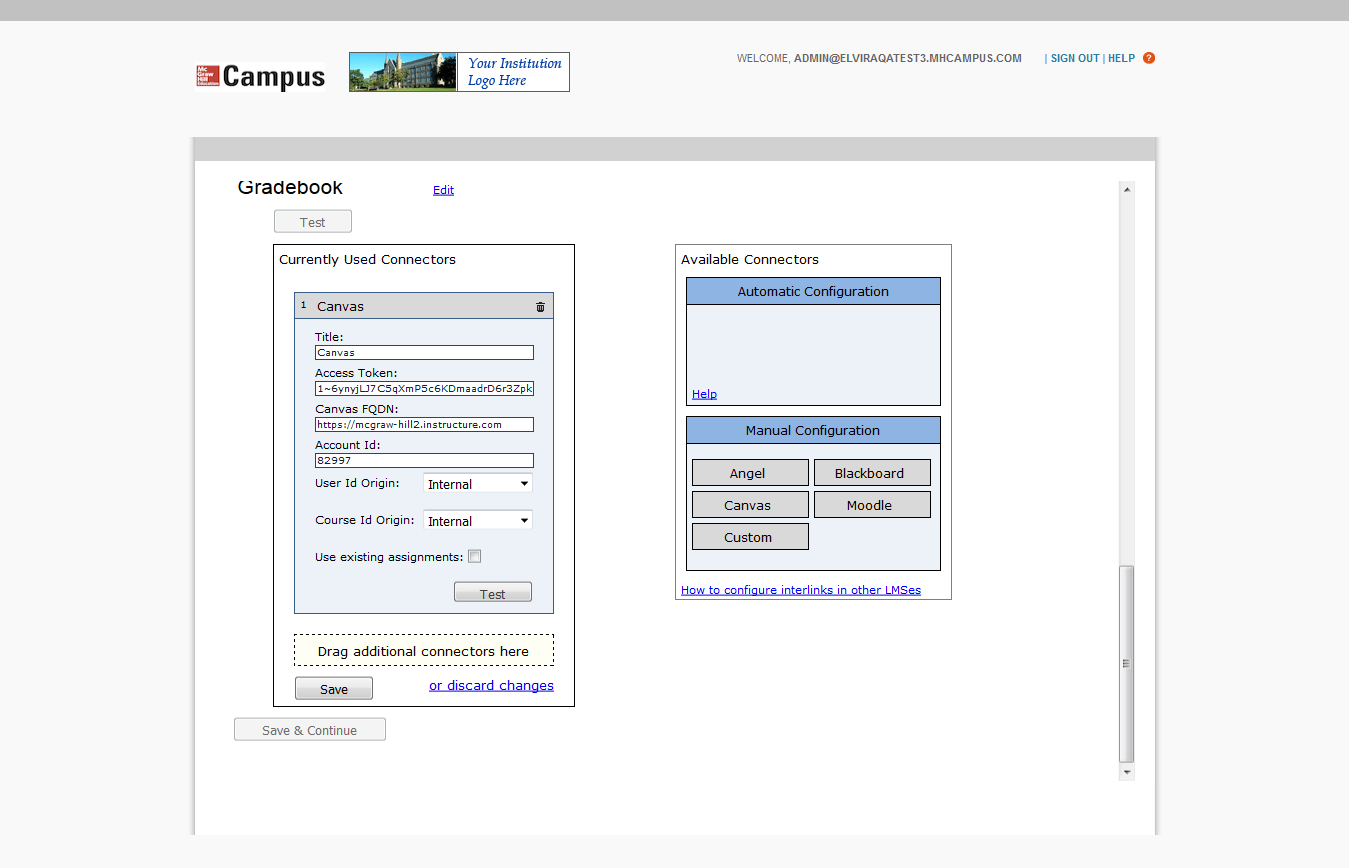 Mc
Graw
Hill
Education
Campus
Your Institution
Logo Here
WELCOME, ADMIN@ELVIRAQATEST3.MHCAMPUS.COM | SIGN OUT | HELP ?
Gradebook Edit
Test
Currently Used Connectors
1 Canvas
Title:
Canvas
Access Token:
1~6ynyjLJ7C5qXmP5c6KDmaadrD6r3Zpk
Canvas FQDN:
https://mcgraw-hill2.instructure.com
Account Id:
82997
User Id Origin: Internal
Course Id Origin: Internal
Use existing assignments:
Test
Drag additional connectors here
Save or discard changes
Save & Continue
Available Connectors
Automatic Configuration
Help
Manual Configuration
Angel Blackboard
Canvas Moodle
Custom
How to configure interlinks in other LMSes